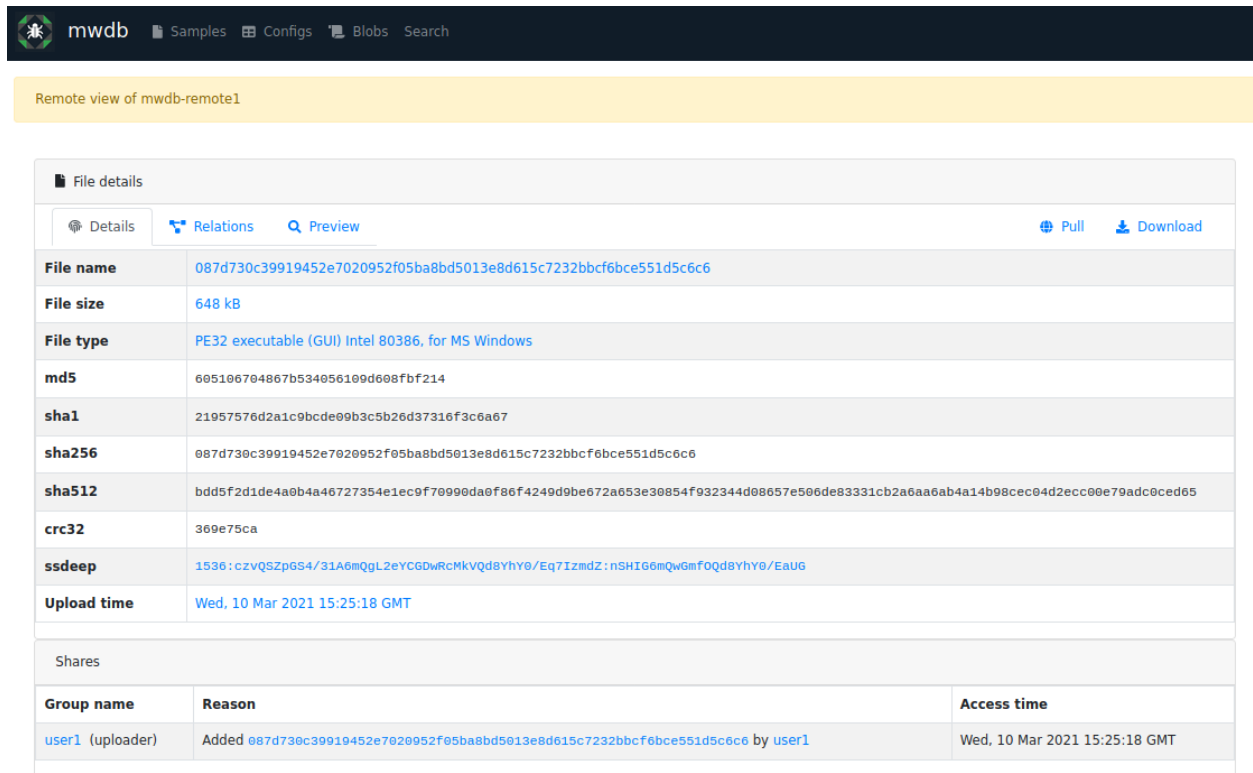 mwdb Samples Configs Blobs Search
Remote view of mwdb-remote1
File details
Details Relations Preview Pull Download
File name 087d730c39919452e7020952f05ba8bd5013e8d615c7232bbcf6bce551d5c6c6
File size 648 kB
File type PE32 executable (GUI) Intel 80386, for MS Windows
md5 605106704867b534056109d608fbf214
sha1 21957576d2a1c9bcde09b3c5b26d37316f3c6a67
sha256 087d730c39919452e7020952f05ba8bd5013e8d615c7232bbcf6bce551d5c6c6
sha512 bdd5f2d1de4a0b4a46727354e1ec9f70990da0f86f4249d9be672a653e30854f932344d08657e506de83331cb2a6aa6ab4a14b98cec04d2ecc00e79adc0ced65
crc32 369e75ca
ssdeep 1536:czvQSZpGS4/31A6mQgL2eYCGDwRcMkVQd8YhY0/Eq7IzmdZ:nSHIG6mQwGmfOQd8YhY0/EaUG
Upload time Wed, 10 Mar 2021 15:25:18 GMT
Shares
Group name Reason Access time
user1 (uploader) Added 087d730c39919452e7020952f05ba8bd5013e8d615c7232bbcf6bce551d5c6c6 by user1 Wed, 10 Mar 2021 15:25:18 GMT